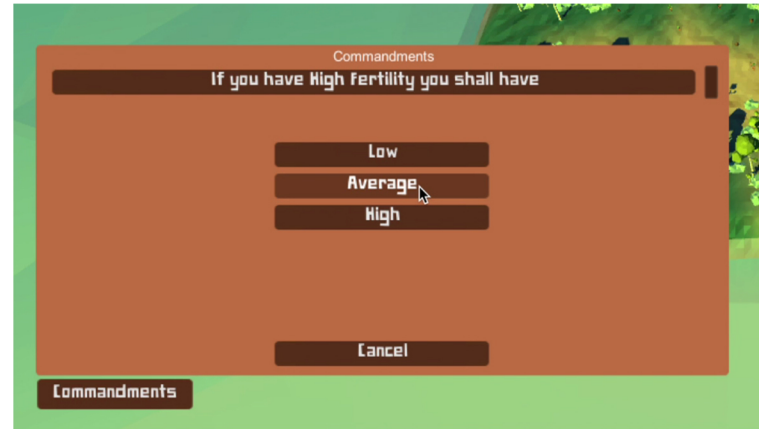 Commandments
If you have High Fertility you shall have
Low
Average
High
Cancel
Commandments